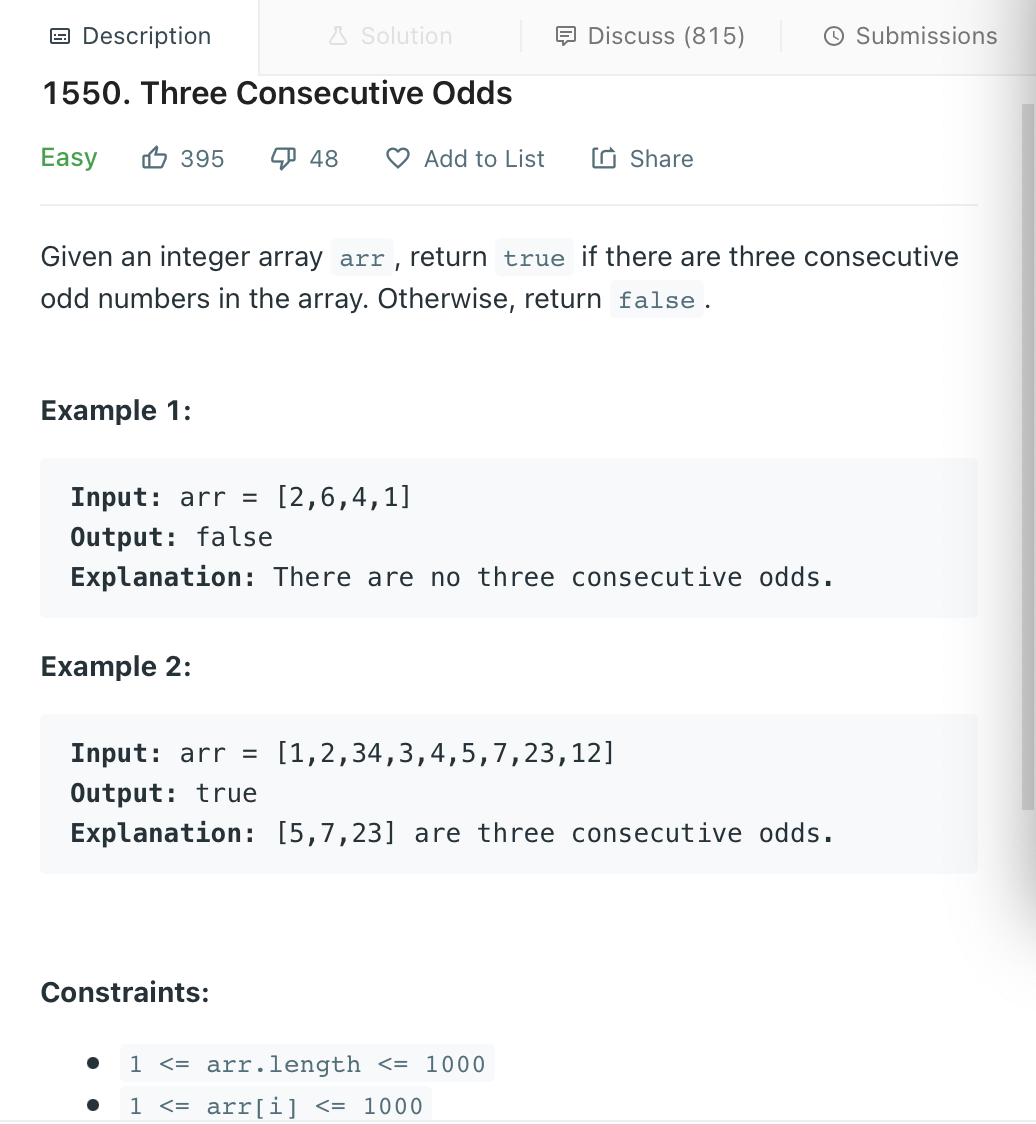 Description
Solution
Discuss (815)
Submissions
1550. Three Consecutive Odds
Easy 395 48 Add to List Share
Given an integer array arr, return true if there are three consecutive
odd numbers in the array. Otherwise, return false.
Example 1:
Input: arr = [2,6,4,1]
Output: false
Explanation: There are no three consecutive odds.
Example 2:
Input: arr = [1,2,34,3,4,5,7,23,12]
Output: true
Explanation: [5,7,23] are three consecutive odds.
Constraints:
1 <= arr.length <= 1000
1 <= arr[i] <= 1000